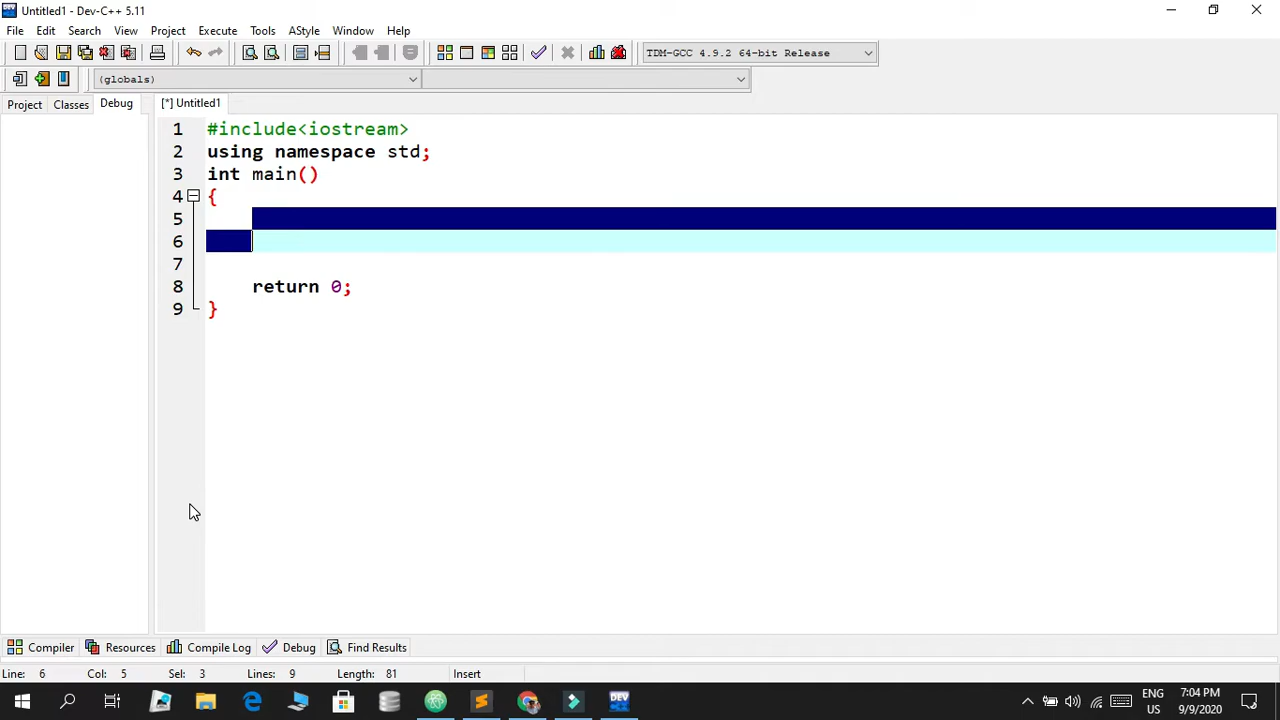 Untitled1 - Dev-C++ 5.11
File Edit Search View Project Execute Tools AStyle Window Help
TDM-GCC 4.9.2 64-bit Release
(globals)
Project Classes Debug [*] Untitled1
1 #include<iostream>
2 using namespace std;
3 int main()
4 {
5
6
7
8 return 0;
9 }
Compiler Resources Compile Log Debug Find Results
Line: 6 Col: 5 Sel: 3 Lines: 9 Length: 81 Insert
DEV
ENG 7:04 PM
US 9/9/2020